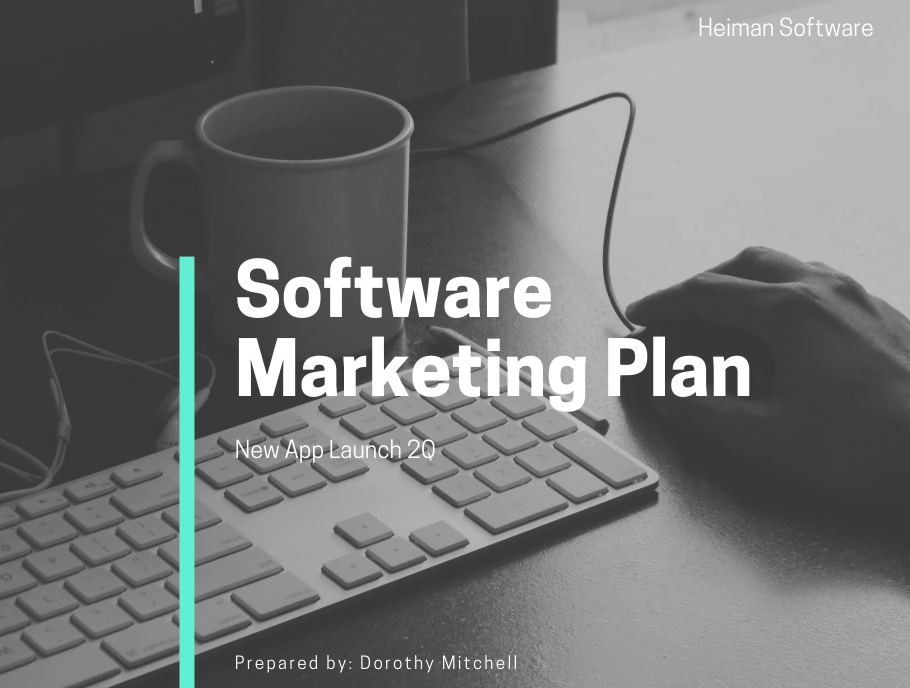 Heiman Software
Software
Marketing Plan
New App Launch 2Q
Prepared by: Dorothy Mitchell